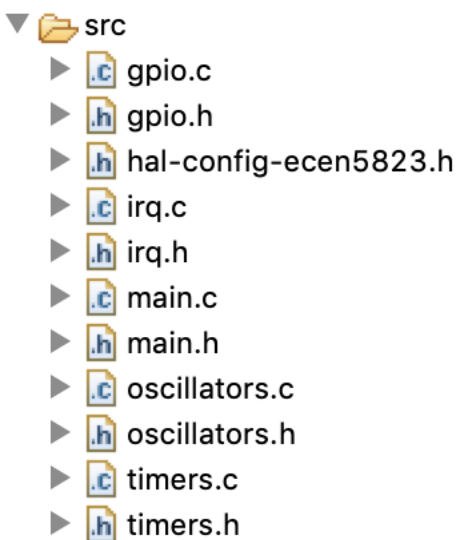 src
.c gpio.c
.h gpio.h
.h hal-config-ecen5823.h
.c irq.c
.h irq.h
.c main.c
.h main.h
.c oscillators.c
.h oscillators.h
.c timers.c
.h timers.h